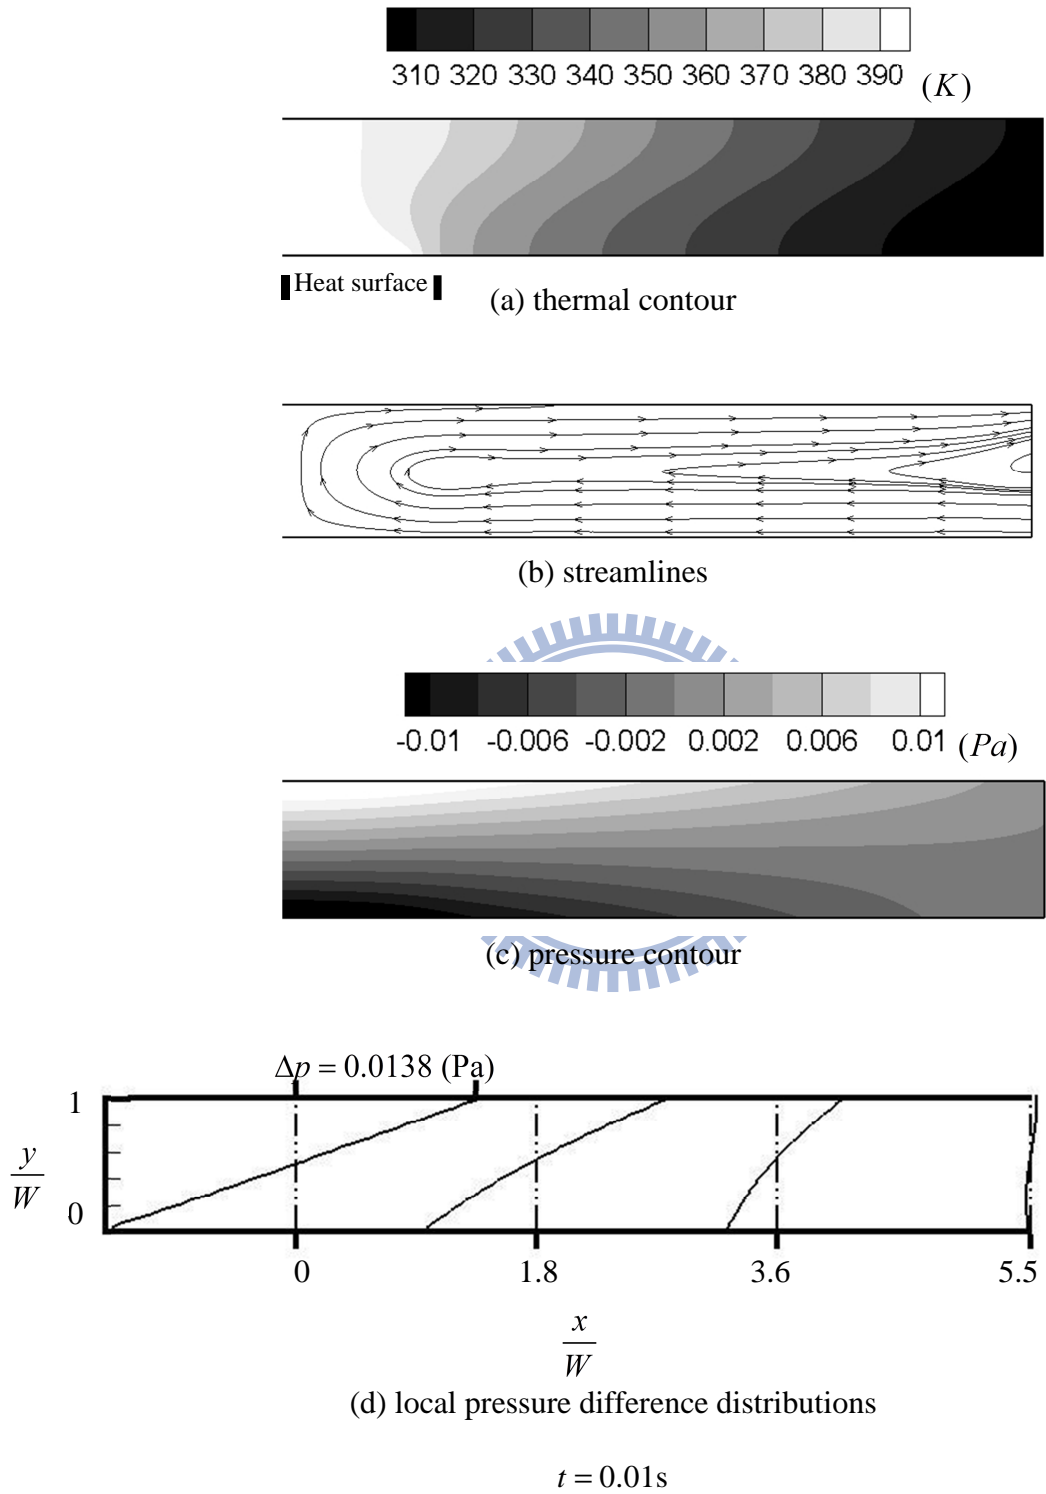 310 320 330 340 350 360 370 380 390 (K)
Heat surface
(a) thermal contour
(b) streamlines
-0.01 -0.006 -0.002 0.002 0.006 0.01 (Pa)
(c) pressure contour
Δp = 0.0138 (Pa)
1
y/W
0
0 1.8 3.6 5.5
x/W
(d) local pressure difference distributions
t = 0.01s